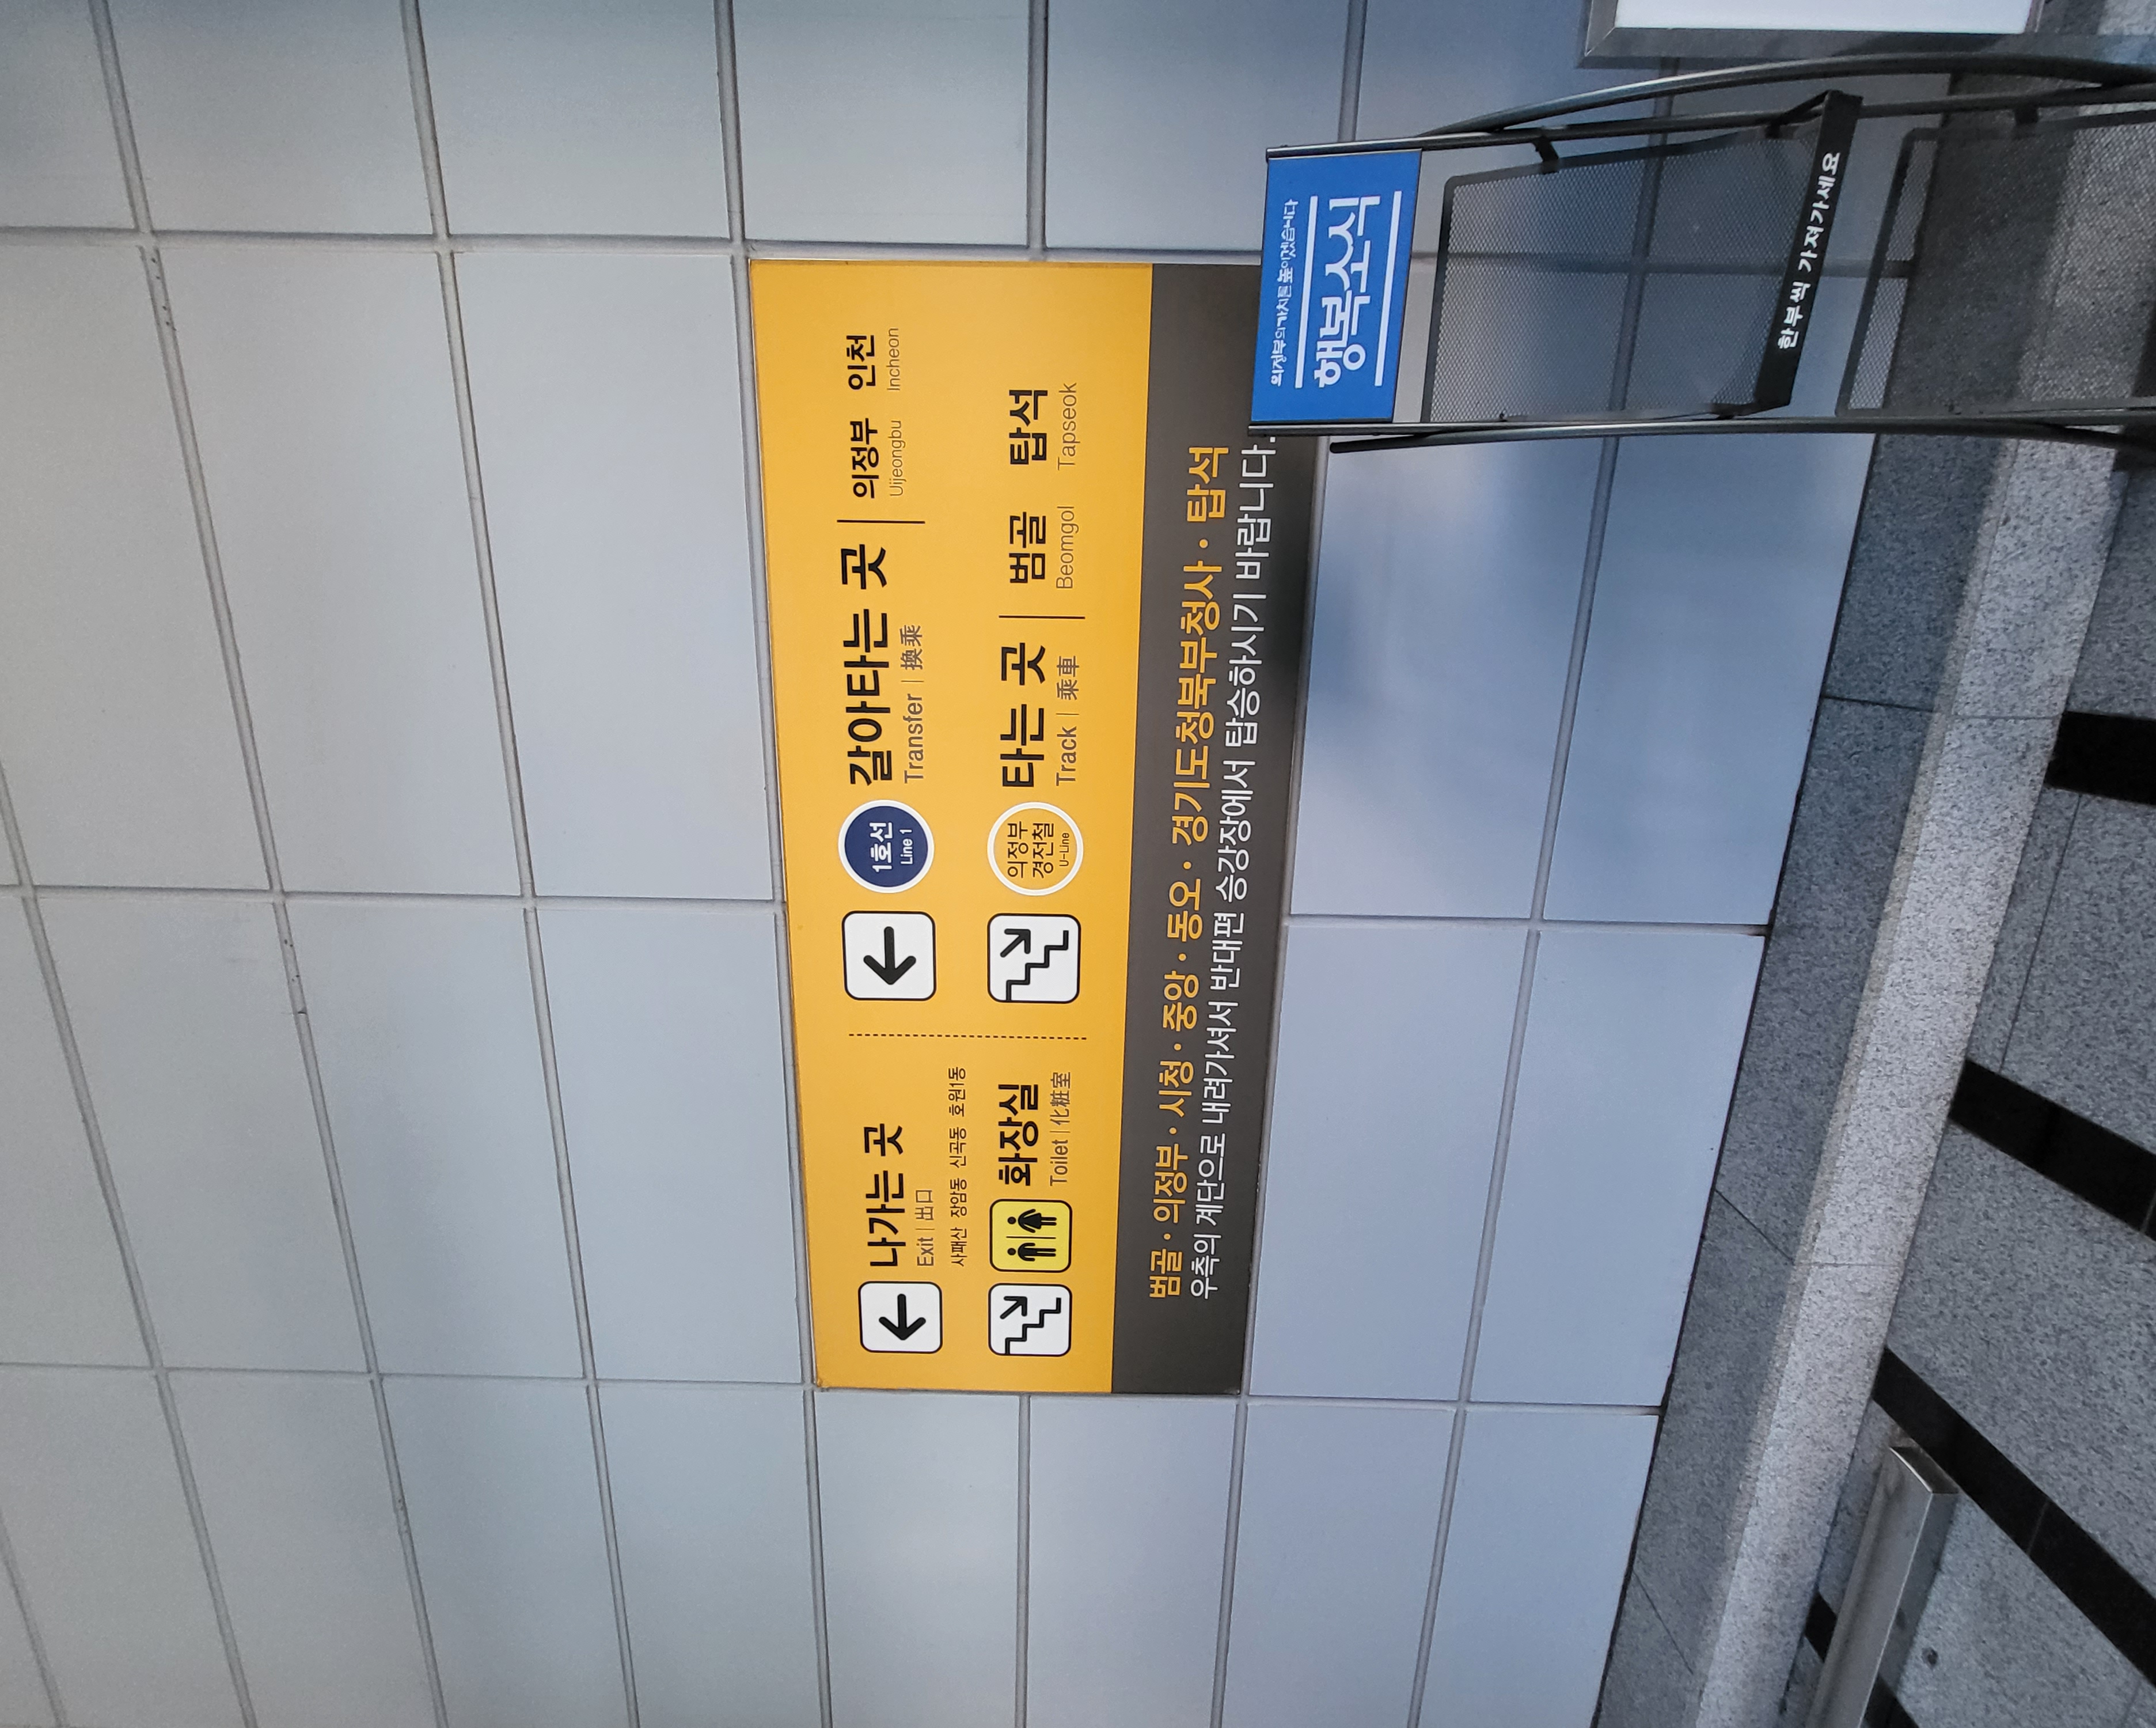 나가는 곳
Exit | 出口
사패산 장암동 신곡동 호원1동
화장실
Toilet | 化粧室
1호선
Line 1
갈아타는 곳
Transfer | 換乘
의정부 인천
Uijeongbu Incheon
의정부
경전철
U-Line
타는 곳
Track | 乘車
범골 탑석
Beomgol Tapseok
범골 · 의정부 · 시청 · 중앙 · 동오 · 경기도청북부청사 · 탑석
우측의 계단으로 내려가셔서 반대편 승강장에서 탑승하시기 바랍니다.
의정부의 가치를 높이겠습니다
행복소식
한부씩 가져가세요